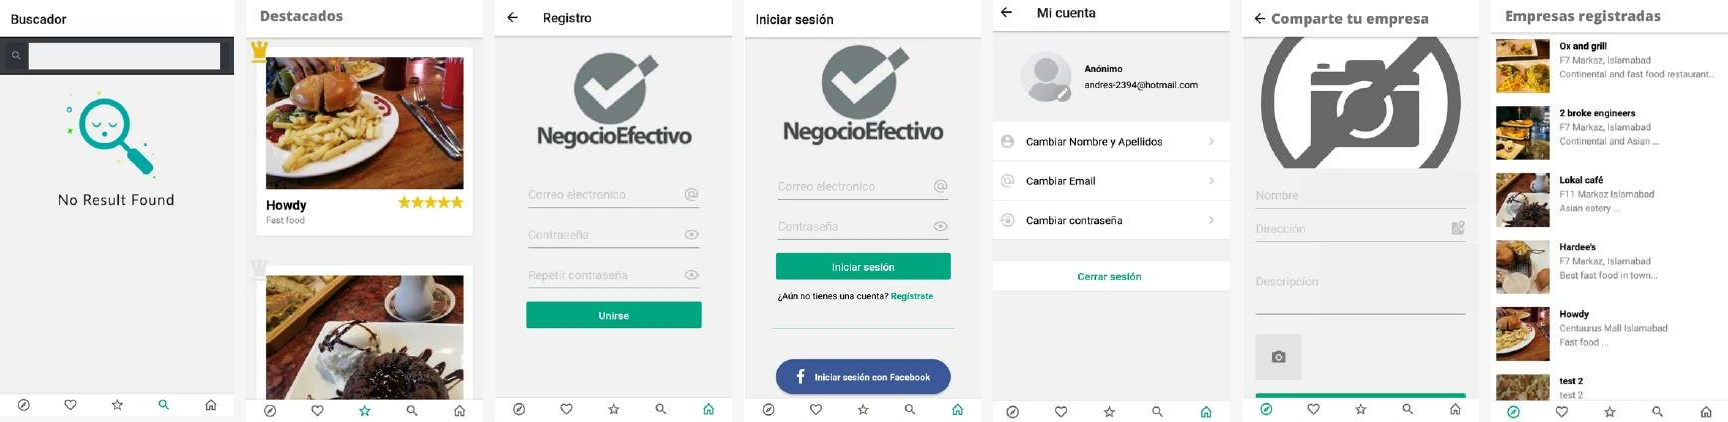 Buscador
No Result Found
Destacados
Howdy
Fast food
Registro
NegocioEfectivo
Correo electronico
Contraseña
Repetir contraseña
Unirse
Iniciar sesión
NegocioEfectivo
Correo electronico
Contraseña
Iniciar sesión
¿Aún no tienes una cuenta? Regístrate
Iniciar sesión con Facebook
Mi cuenta
Anónimo
andres-2394@hotmail.com
Cambiar Nombre y Apellidos
Cambiar Email
Cambiar contraseña
Cerrar sesión
Comparte tu empresa
Nombre
Dirección
Descripcion
Empresas registradas
Ox and grill
F7 Markaz, Islamabad
Continental and fast food restaurant...
2 broke engineers
F7 Markaz, Islamabad
Continental and Asian ...
Lokal café
F11 Markaz Islamabad
Asian eatery ...
Hardee's
F7 Markaz, Islamabad
Best fast food in town...
Howdy
Centaurus Mall Islamabad
Fast food ...
test 2
test 2